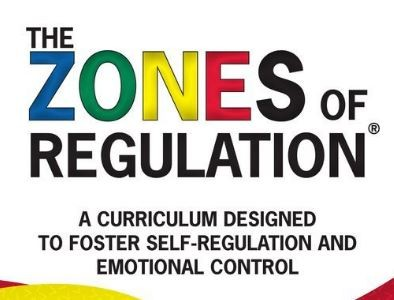 THE
ZONES OF
REGULATION®
A CURRICULUM DESIGNED
TO FOSTER SELF-REGULATION AND
EMOTIONAL CONTROL